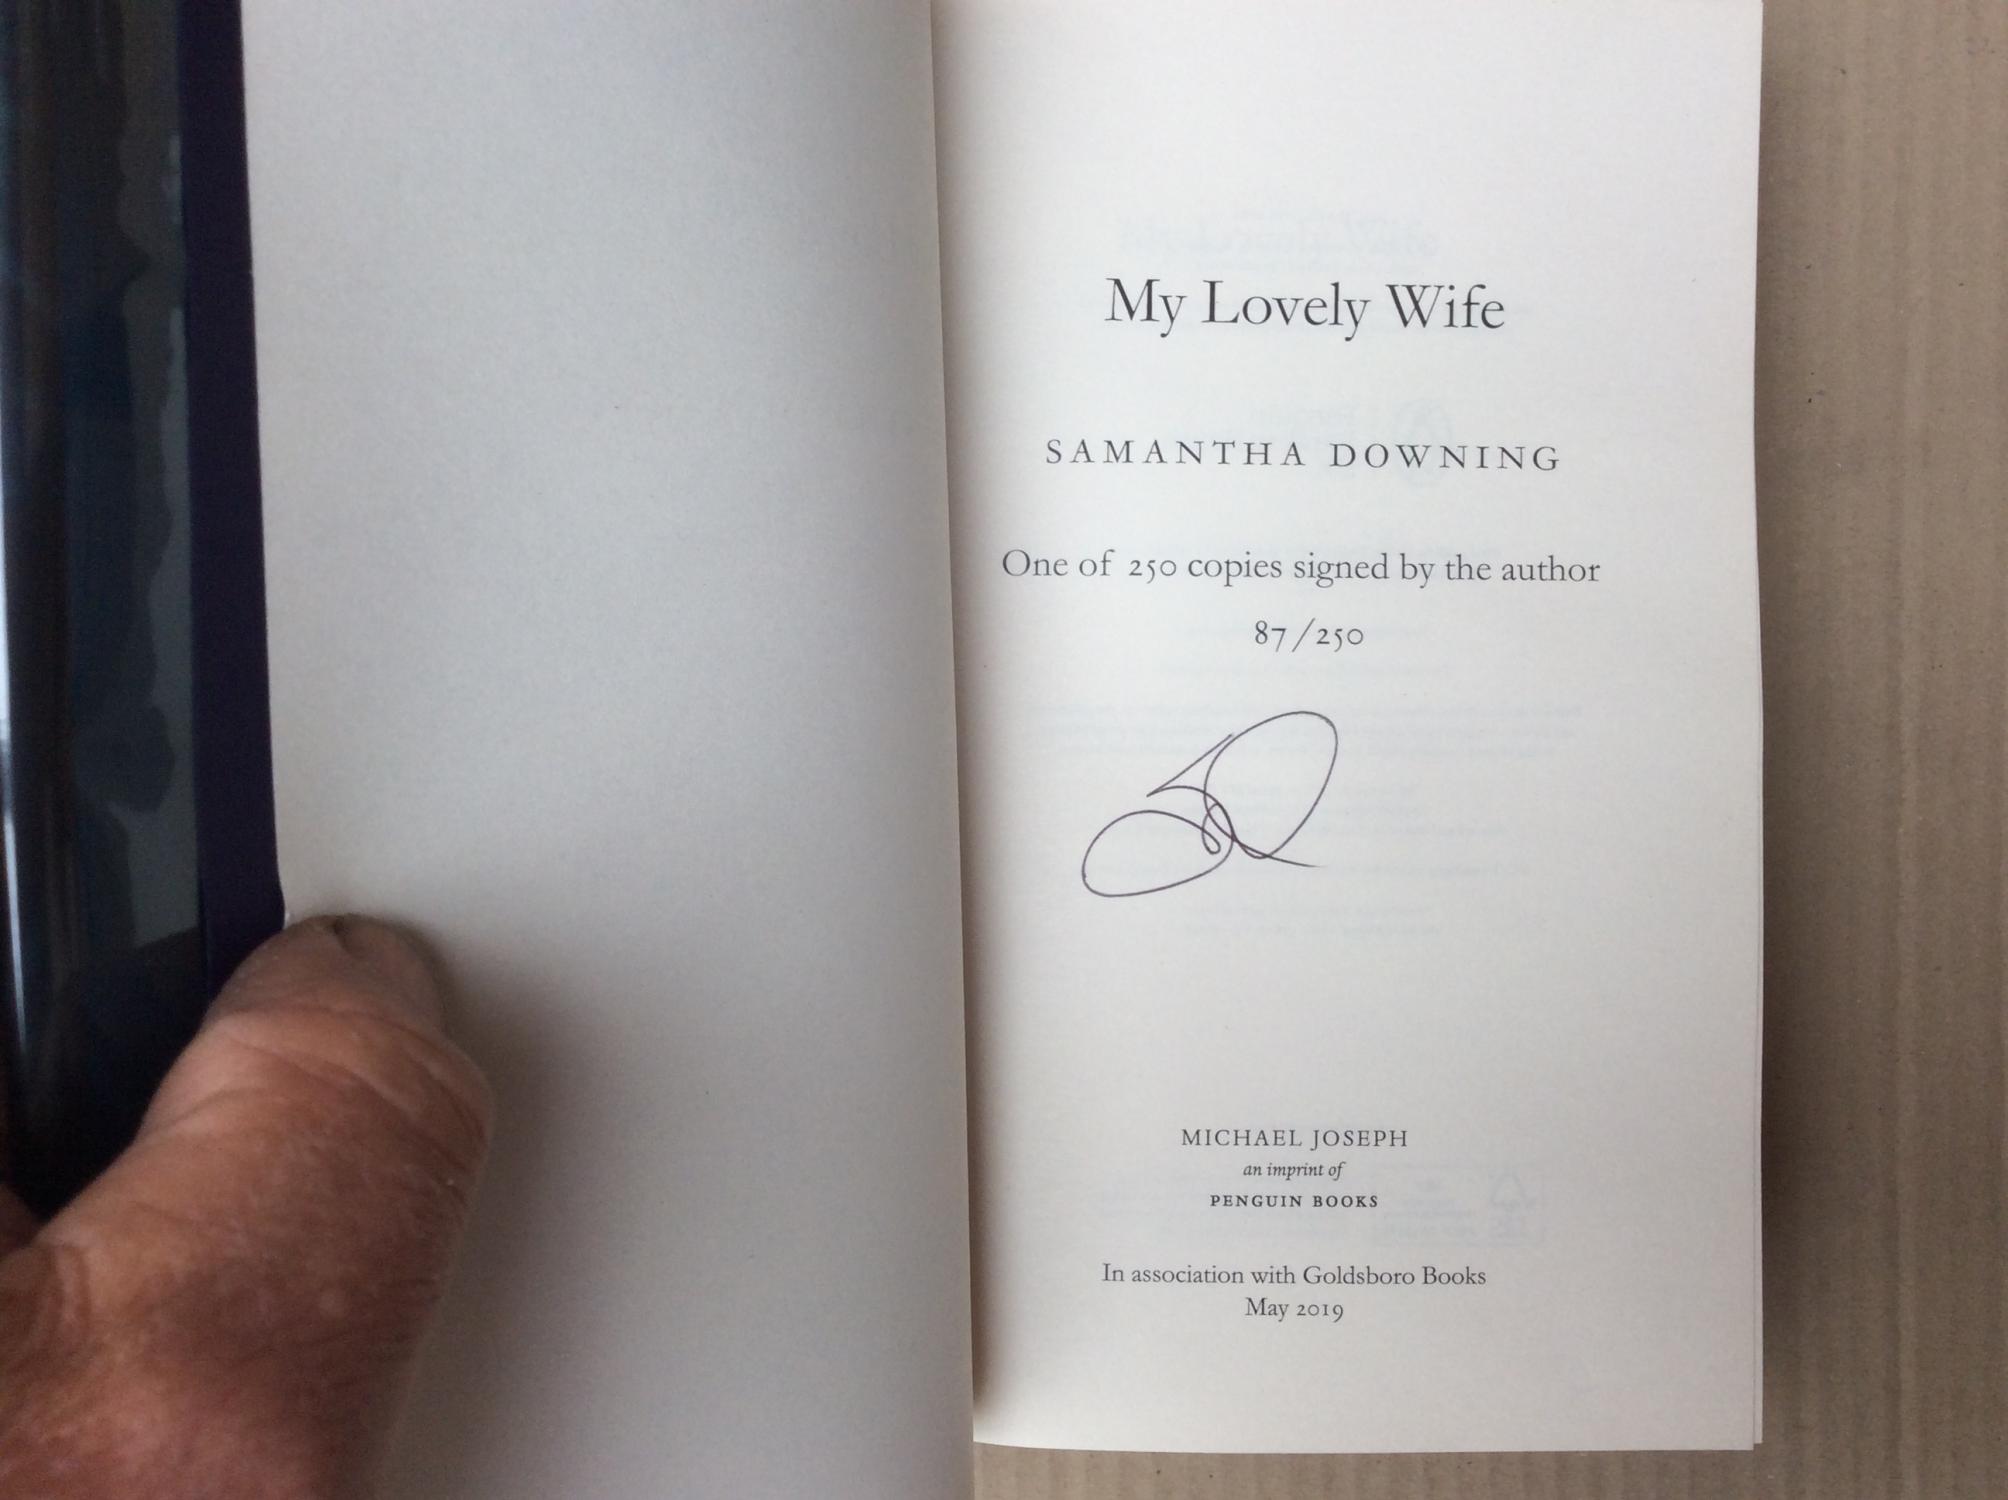 My Lovely Wife
SAMANTHA DOWNING
One of 250 copies signed by the author
87/250
MICHAEL JOSEPH
an imprint of
PENGUIN BOOKS
In association with Goldsboro Books
May 2019